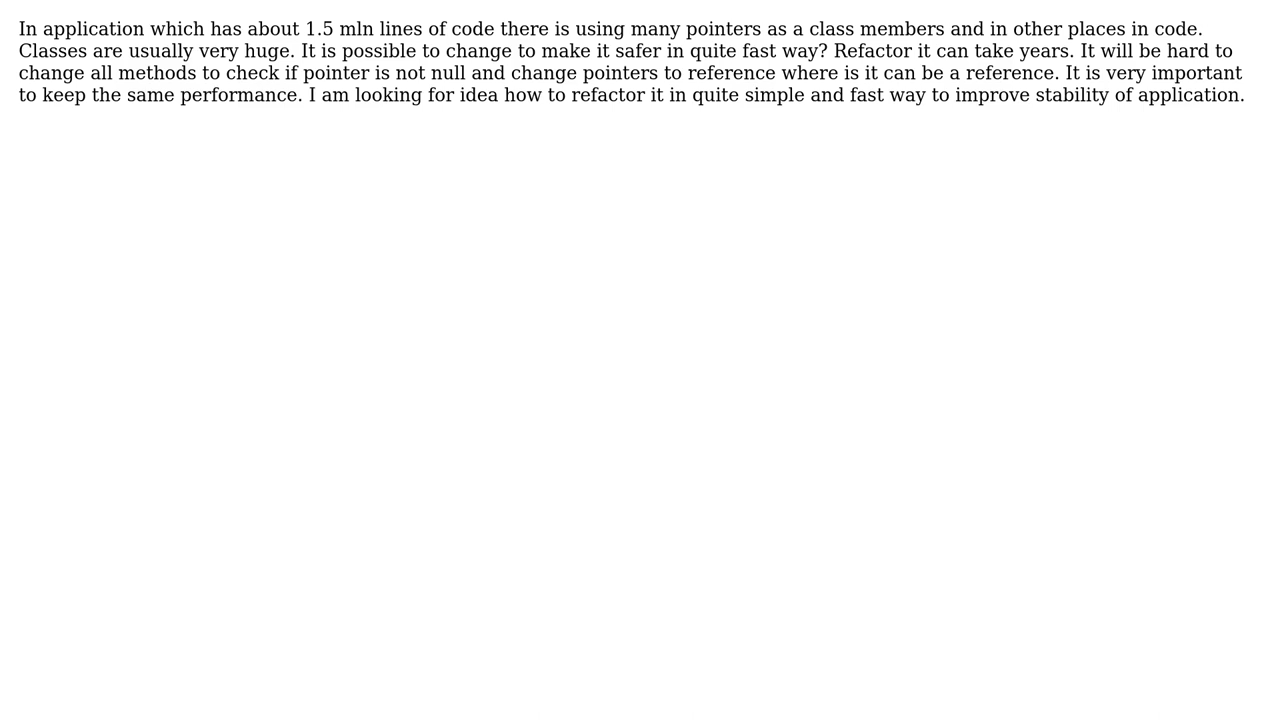 In application which has about 1.5 mln lines of code there is using many pointers as a class members and in other places in code.
Classes are usually very huge. It is possible to change to make it safer in quite fast way? Refactor it can take years. It will be hard to
change all methods to check if pointer is not null and change pointers to reference where is it can be a reference. It is very important
to keep the same performance. I am looking for idea how to refactor it in quite simple and fast way to improve stability of application.